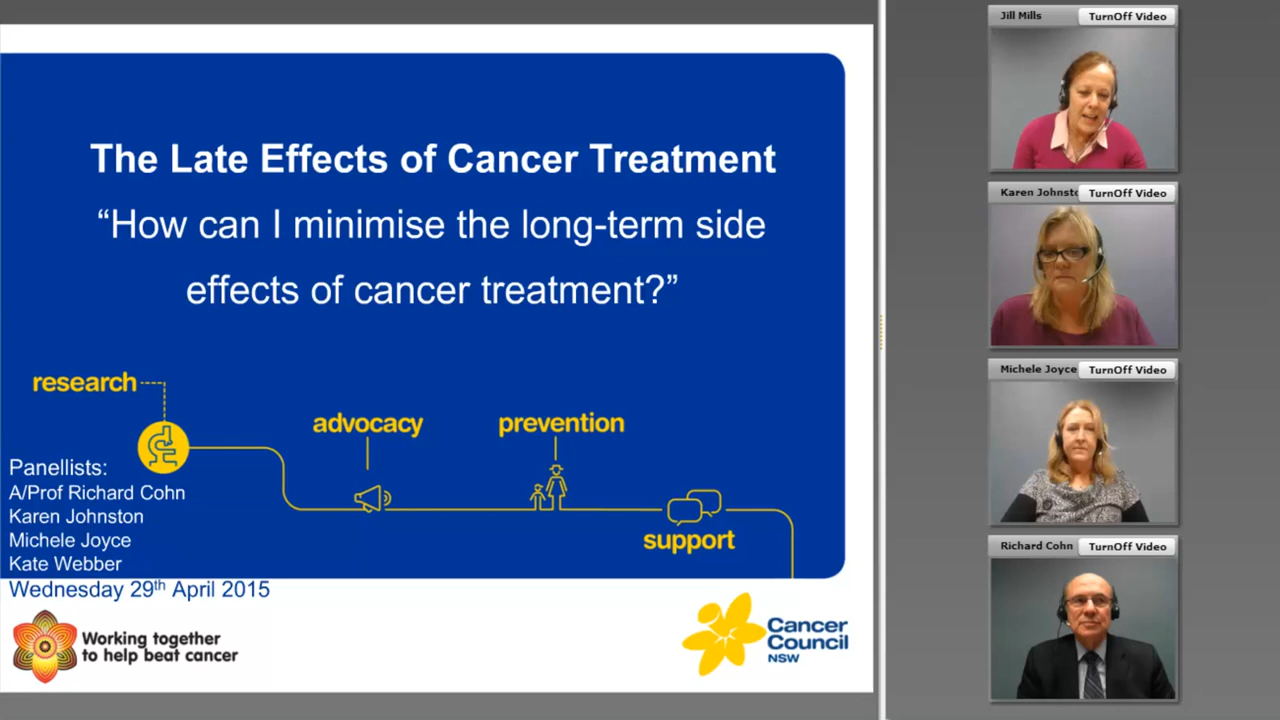 The Late Effects of Cancer Treatment
“How can I minimise the long-term side
effects of cancer treatment?”
research
advocacy
prevention
support
Panellists:
A/Prof Richard Cohn
Karen Johnston
Michele Joyce
Kate Webber
Wednesday 29th April 2015
Working together
to help beat cancer
Cancer
Council
NSW
Jill Mills
TurnOff Video
Karen Johnsto
TurnOff Video
Michele Joyce
TurnOff Video
Richard Cohn
TurnOff Video